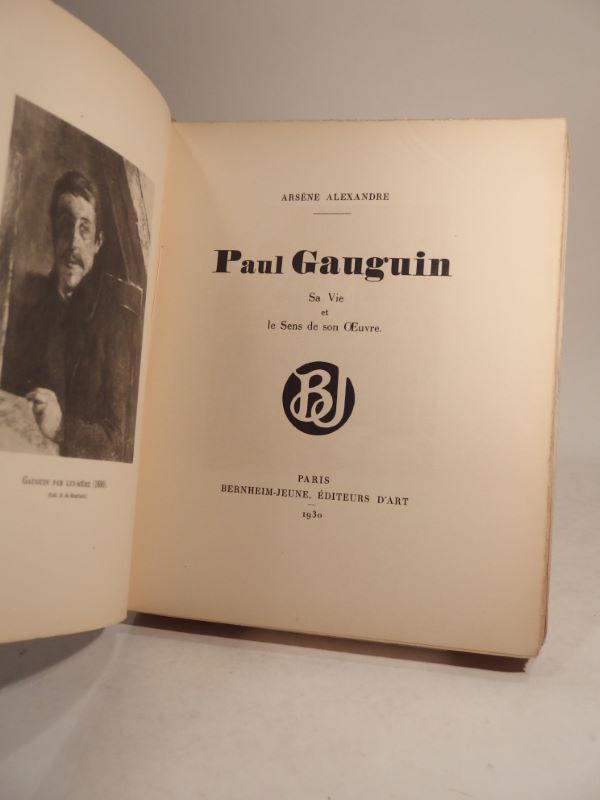 GAUGUIN PAR LUI-MÊME
ARSÈNE ALEXANDRE
Paul Gauguin
Sa Vie
et
le Sens de son Œuvre.
BJ
PARIS
BERNHEIM-JEUNE, ÉDITEURS D'ART
1930